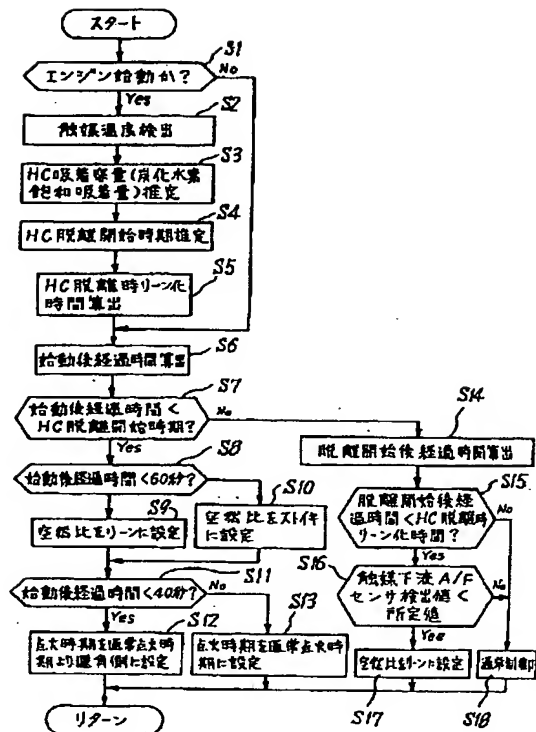 スタート
S1
エンジン始動か?
No
Yes
S2
触媒温度検出
S3
HC吸着容量(炭化水素
飽和吸着量)推定
S4
HC脱離開始時期推定
S5
HC脱離時リーン化
時間算出
S6
始動後経過時間算出
S7
始動後経過時間<
HC脱離開始時期?
No
Yes
S8
始動後経過時間<60秒?
S9
空燃比をリーンに設定
S10
空燃比をストイキ
に設定
S11
始動後経過時間<40秒?
No
Yes
S12
点火時期を通常点火時
期より遅角側に設定
S13
点火時期を通常点火時
期に設定
S14
脱離開始後経過時間算出
S15
脱離開始後経
過時間<HC脱離時
リーン化時間?
No
Yes
S16
触媒下流A/F
センサ検出値<
所定値?
No
Yes
空燃比をリーンに設定
S17
通常制御
S18
リターン